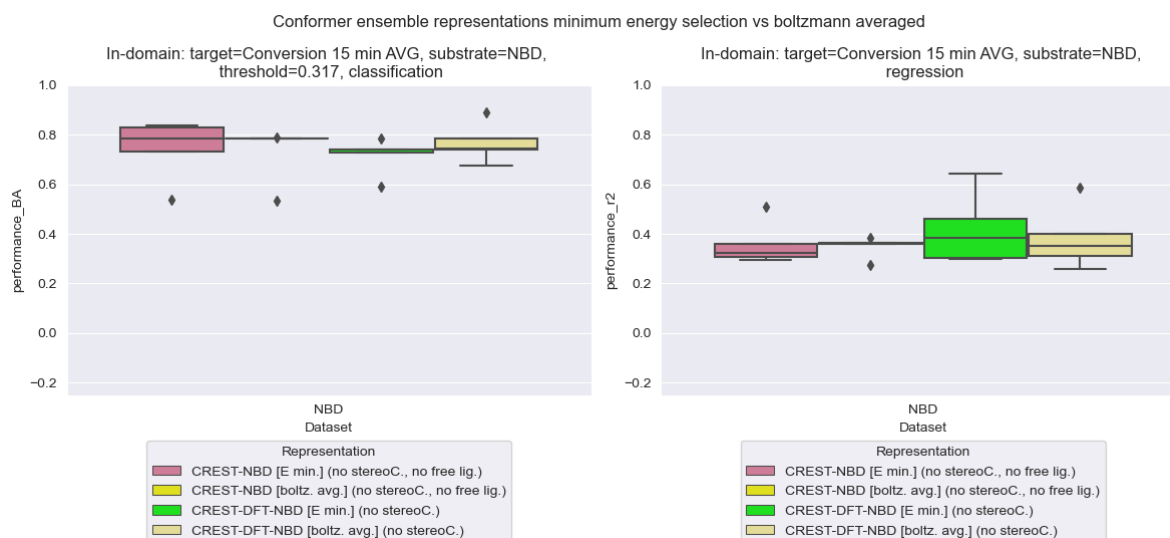 Conformer ensemble representations minimum energy selection vs boltzmann averaged
In-domain: target=Conversion 15 min AVG, substrate=NBD,
threshold=0.317, classification
1.0
0.8
0.6
0.4
0.2
0.0
−0.2
performance_BA
NBD
Dataset
Representation
CREST-NBD [E min.] (no stereoC., no free lig.)
CREST-NBD [boltz. avg.] (no stereoC., no free lig.)
CREST-DFT-NBD [E min.] (no stereoC.)
CREST-DFT-NBD [boltz. avg.] (no stereoC.)
In-domain: target=Conversion 15 min AVG, substrate=NBD,
regression
1.0
0.8
0.6
0.4
0.2
0.0
−0.2
performance_r2
NBD
Dataset
Representation
CREST-NBD [E min.] (no stereoC., no free lig.)
CREST-NBD [boltz. avg.] (no stereoC., no free lig.)
CREST-DFT-NBD [E min.] (no stereoC.)
CREST-DFT-NBD [boltz. avg.] (no stereoC.)